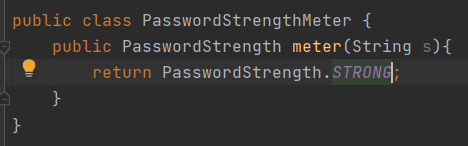 public class PasswordStrengthMeter {
    public PasswordStrength meter(String s){
        return PasswordStrength.STRONG;
    }
}